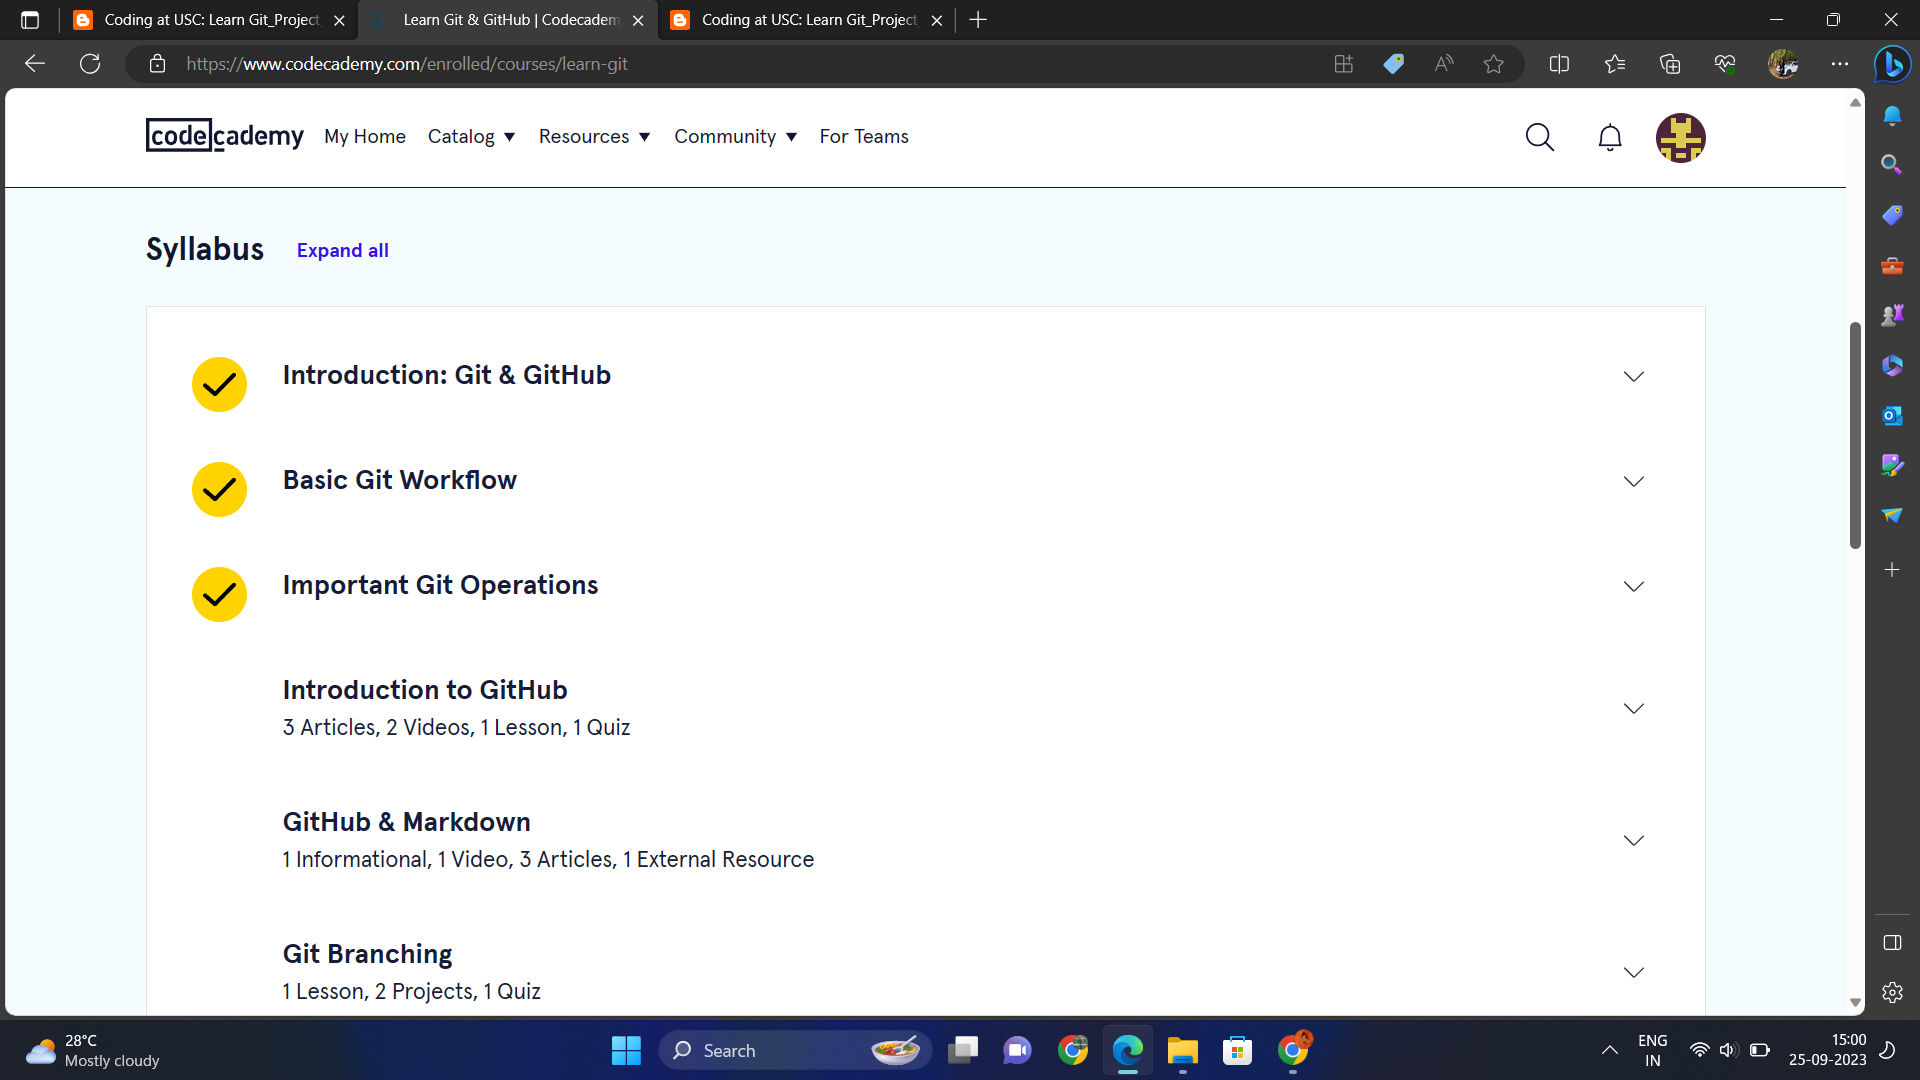 Coding at USC: Learn Git_Project
Learn Git & GitHub | Codecadem
Coding at USC: Learn Git_Project
https://www.codecademy.com/enrolled/courses/learn-git
codecademy
My Home
Catalog
Resources
Community
For Teams
Syllabus
Expand all
Introduction: Git & GitHub
Basic Git Workflow
Important Git Operations
Introduction to GitHub
3 Articles, 2 Videos, 1 Lesson, 1 Quiz
GitHub & Markdown
1 Informational, 1 Video, 3 Articles, 1 External Resource
Git Branching
1 Lesson, 2 Projects, 1 Quiz
28°C
Mostly cloudy
Search
ENG
IN
15:00
25-09-2023